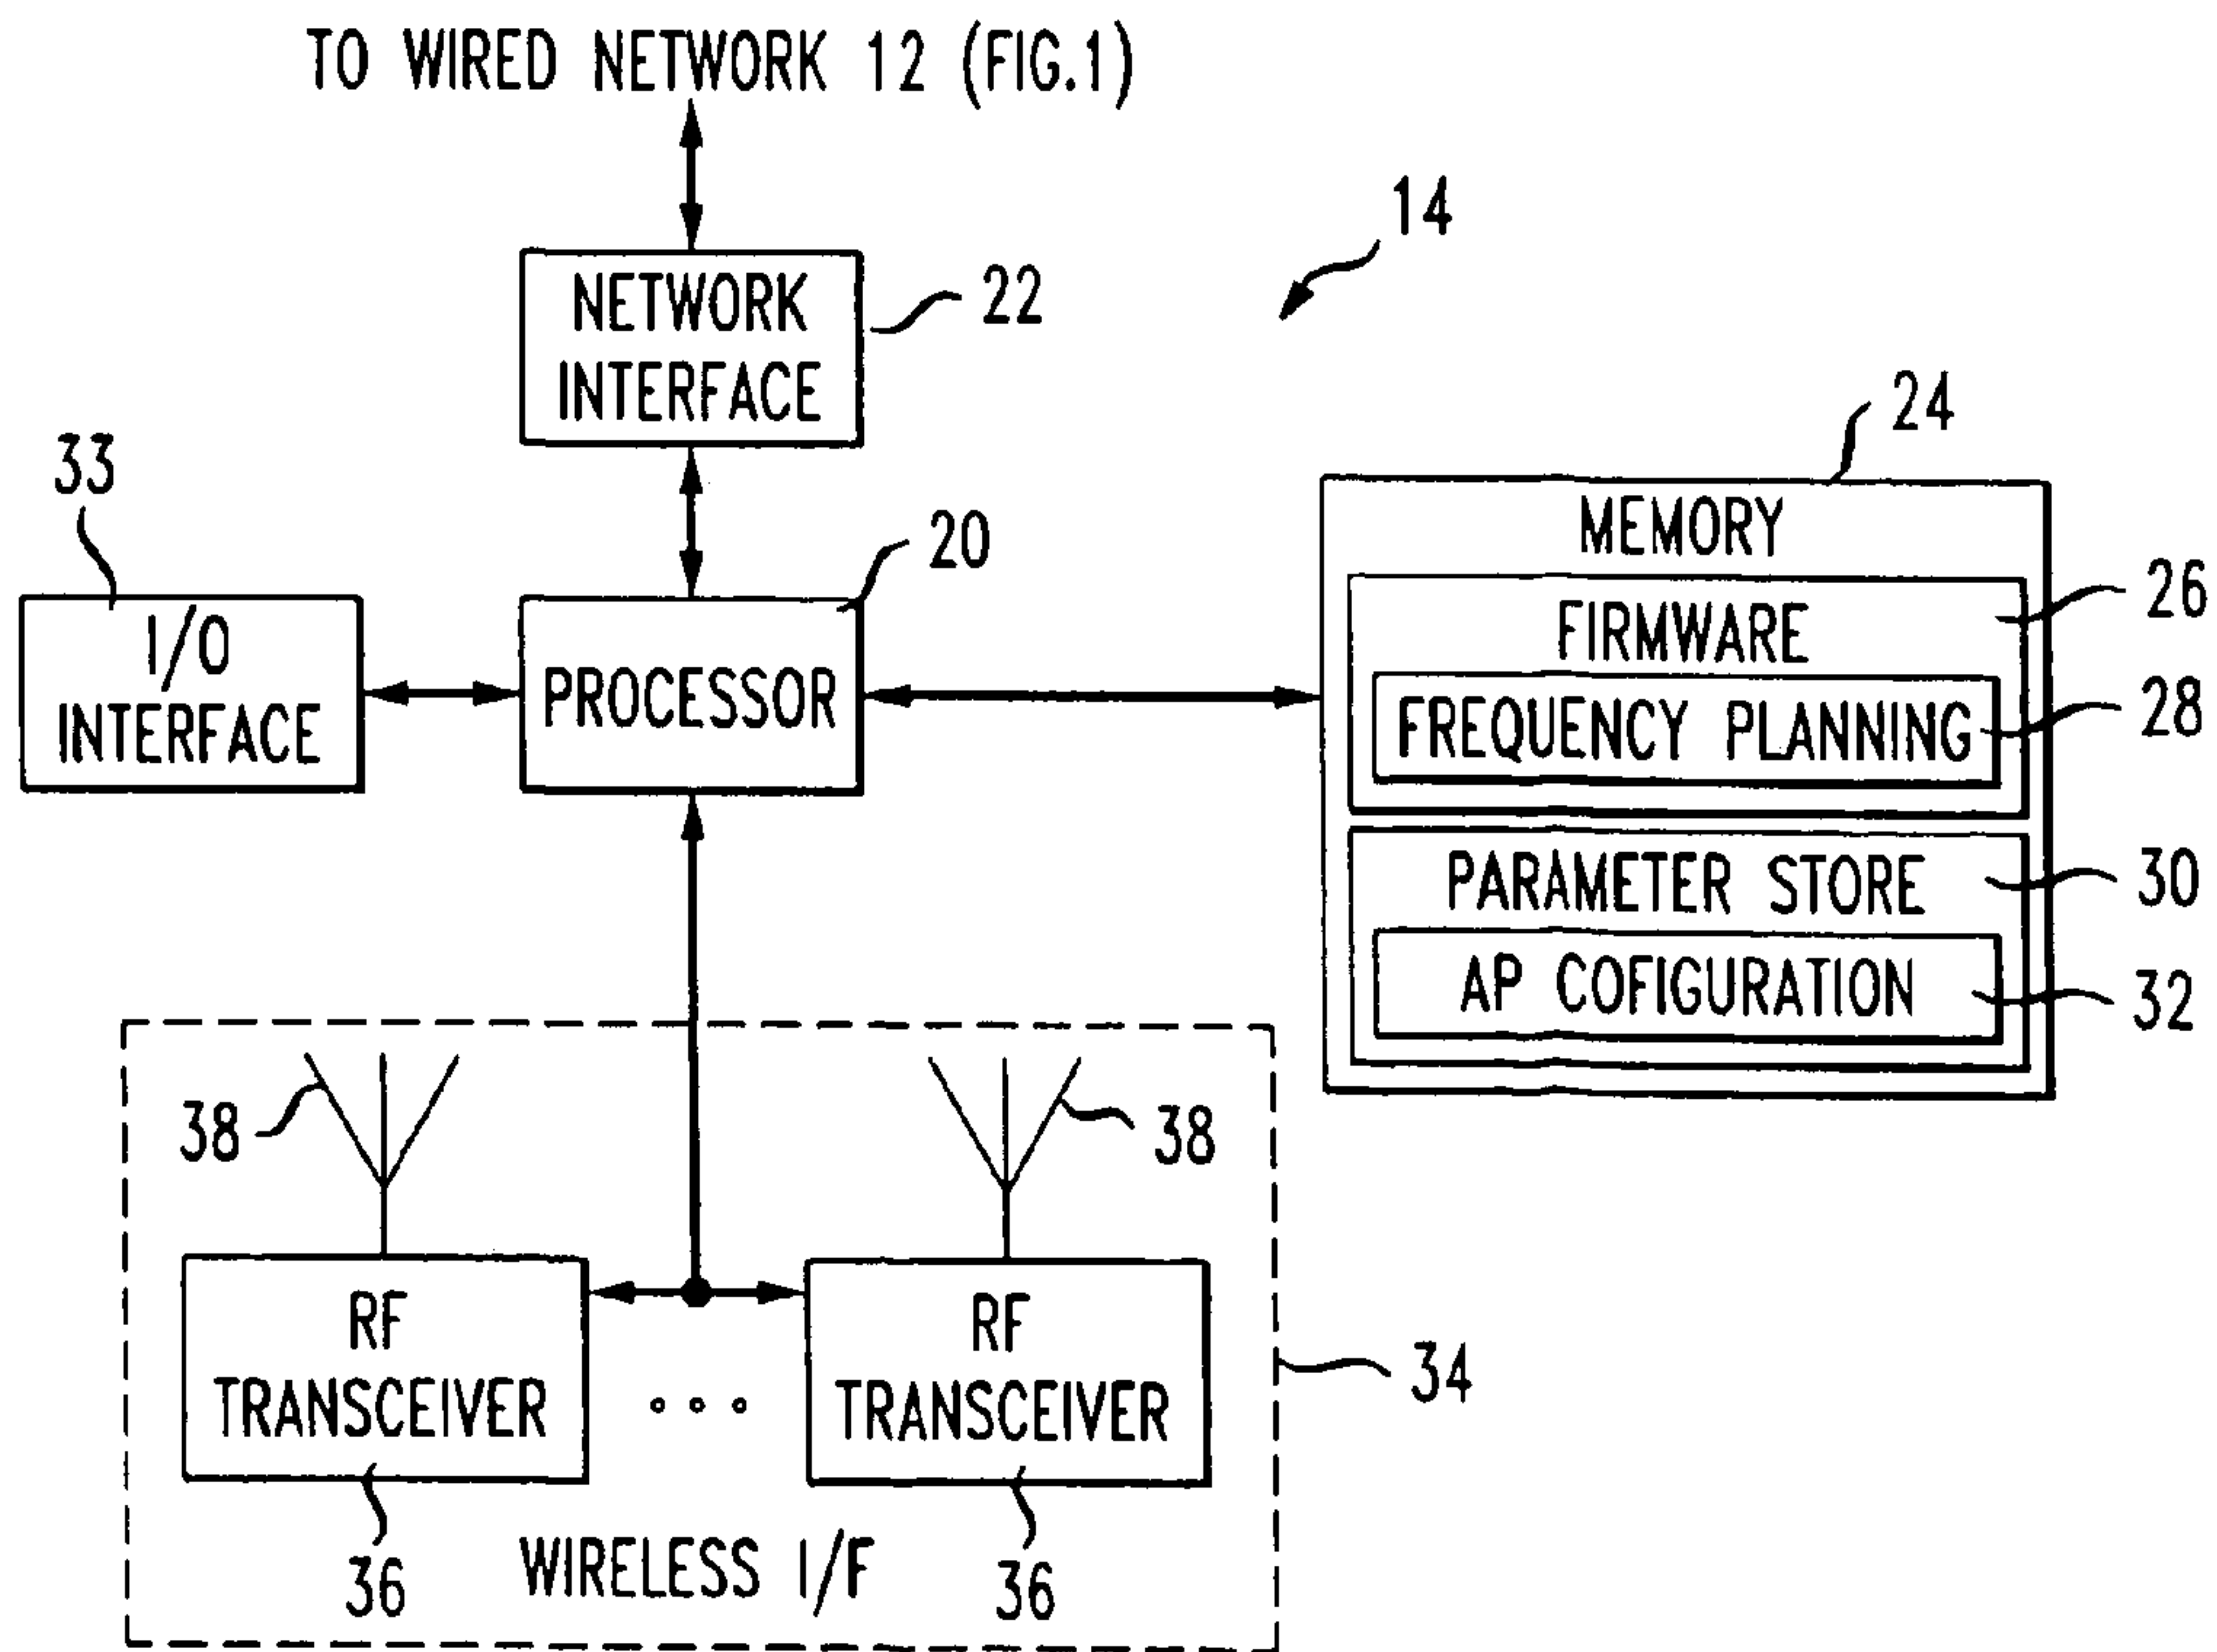 TO WIRED NETWORK 12 (FIG.1)
14
NETWORK
INTERFACE
22
24
33
20
MEMORY
I/O
INTERFACE
PROCESSOR
FIRMWARE
26
FREQUENCY PLANNING
28
PARAMETER STORE
30
AP COFIGURATION
32
38
38
RF
TRANSCEIVER
RF
TRANSCEIVER
34
36
WIRELESS I/F
36